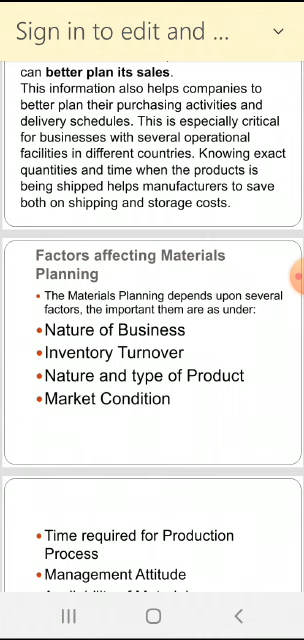 Sign in to edit and ...
can better plan its sales.
This information also helps companies to
better plan their purchasing activities and
delivery schedules. This is especially critical
for businesses with several operational
facilities in different countries. Knowing exact
quantities and time when the products is
being shipped helps manufacturers to save
both on shipping and storage costs.
Factors affecting Materials
Planning
• The Materials Planning depends upon several
factors, the important them are as under:
•Nature of Business
•Inventory Turnover
•Nature and type of Product
•Market Condition
•Time required for Production
Process
•Management Attitude